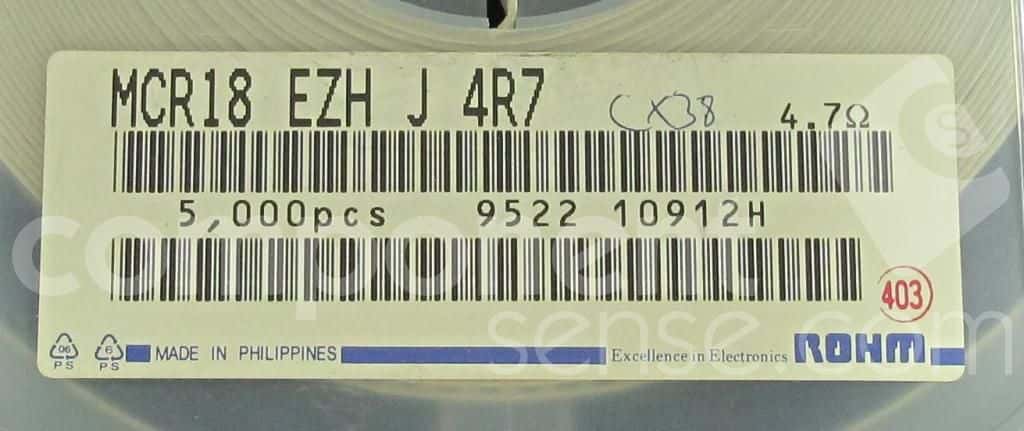 MCR18 EZH J 4R7 CX38 4.7Ω
5,000pcs 9522 10912H
403
06 PS 6 PS MADE IN PHILIPPINES Excellence in Electronics ROHM
component
sense.com